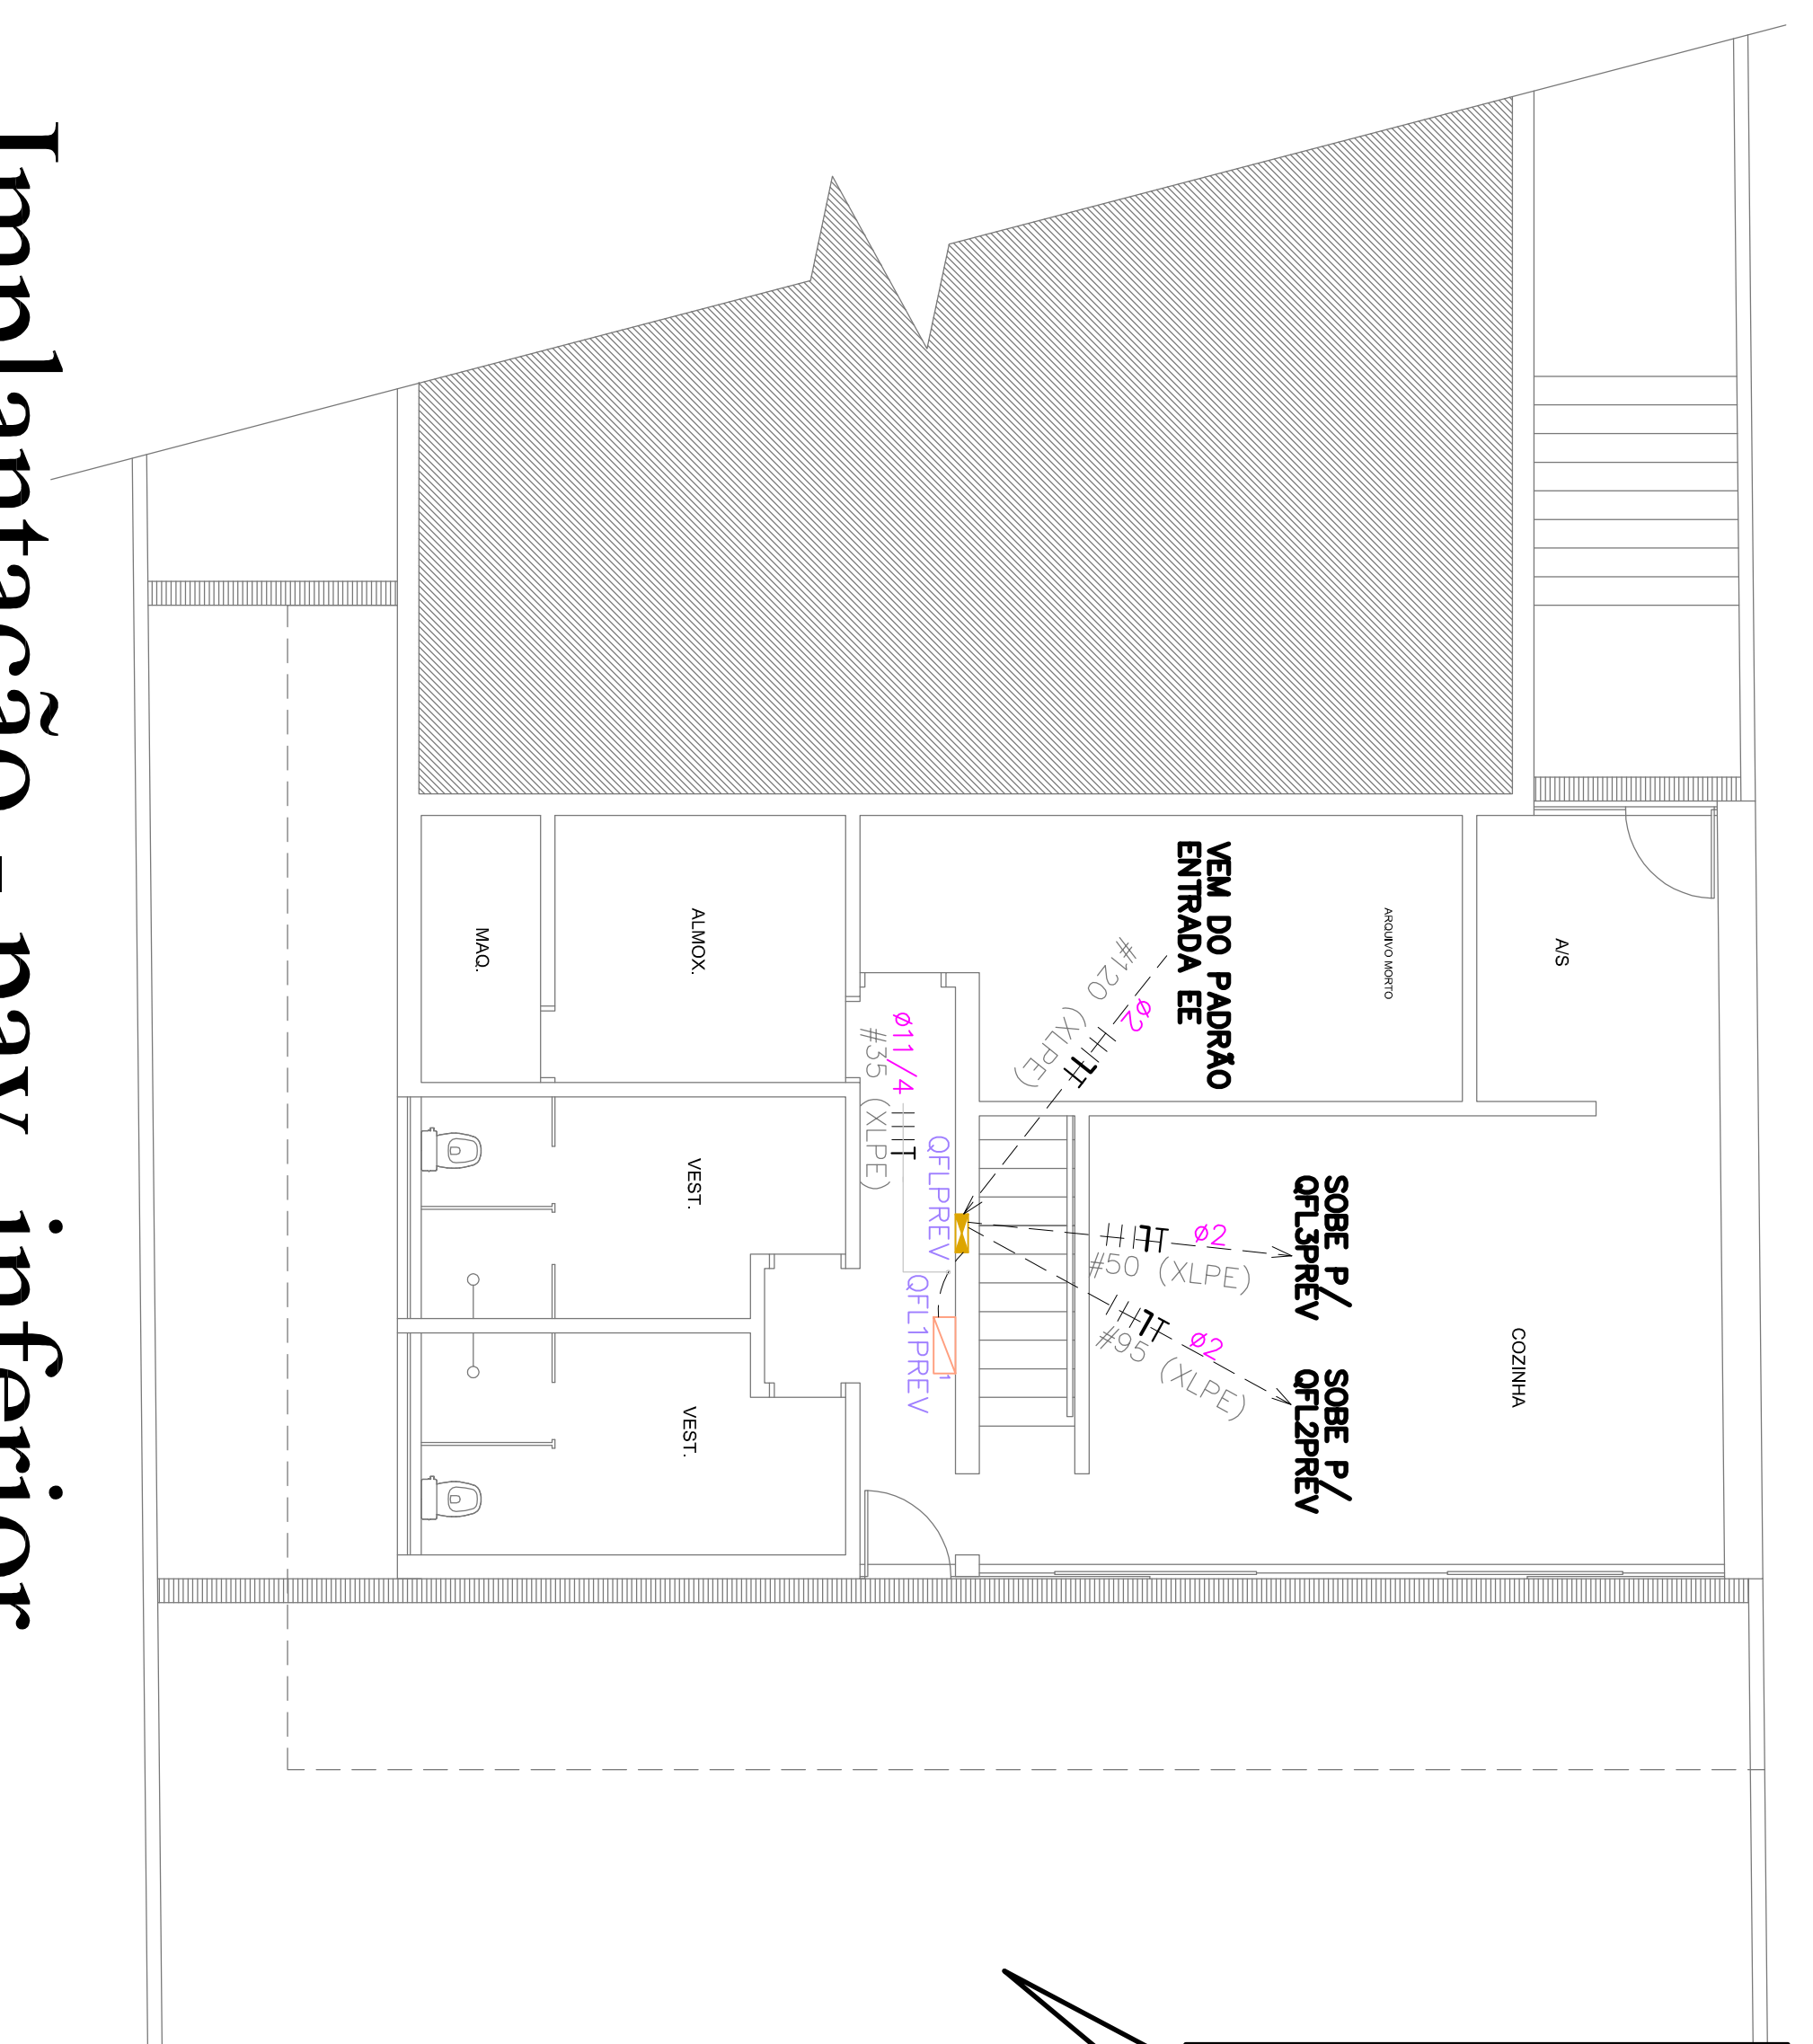 A/S
ARQUIVO MORTO
VEM DO PADRÃO
ENTRADA EE
#120 (XLPE)
ø2
SOBE P/
QFL3PREV
ø2
#50 (XLPE)
SOBE P/
QFL2PREV
ø2
#95 (XLPE)
COZINHA
QFLPREV
QFL1PREV
1
ø11/4
#35 (XLPE)
ALMOX.
MAQ.
VEST.
VEST.
Implantação - pav. inferior